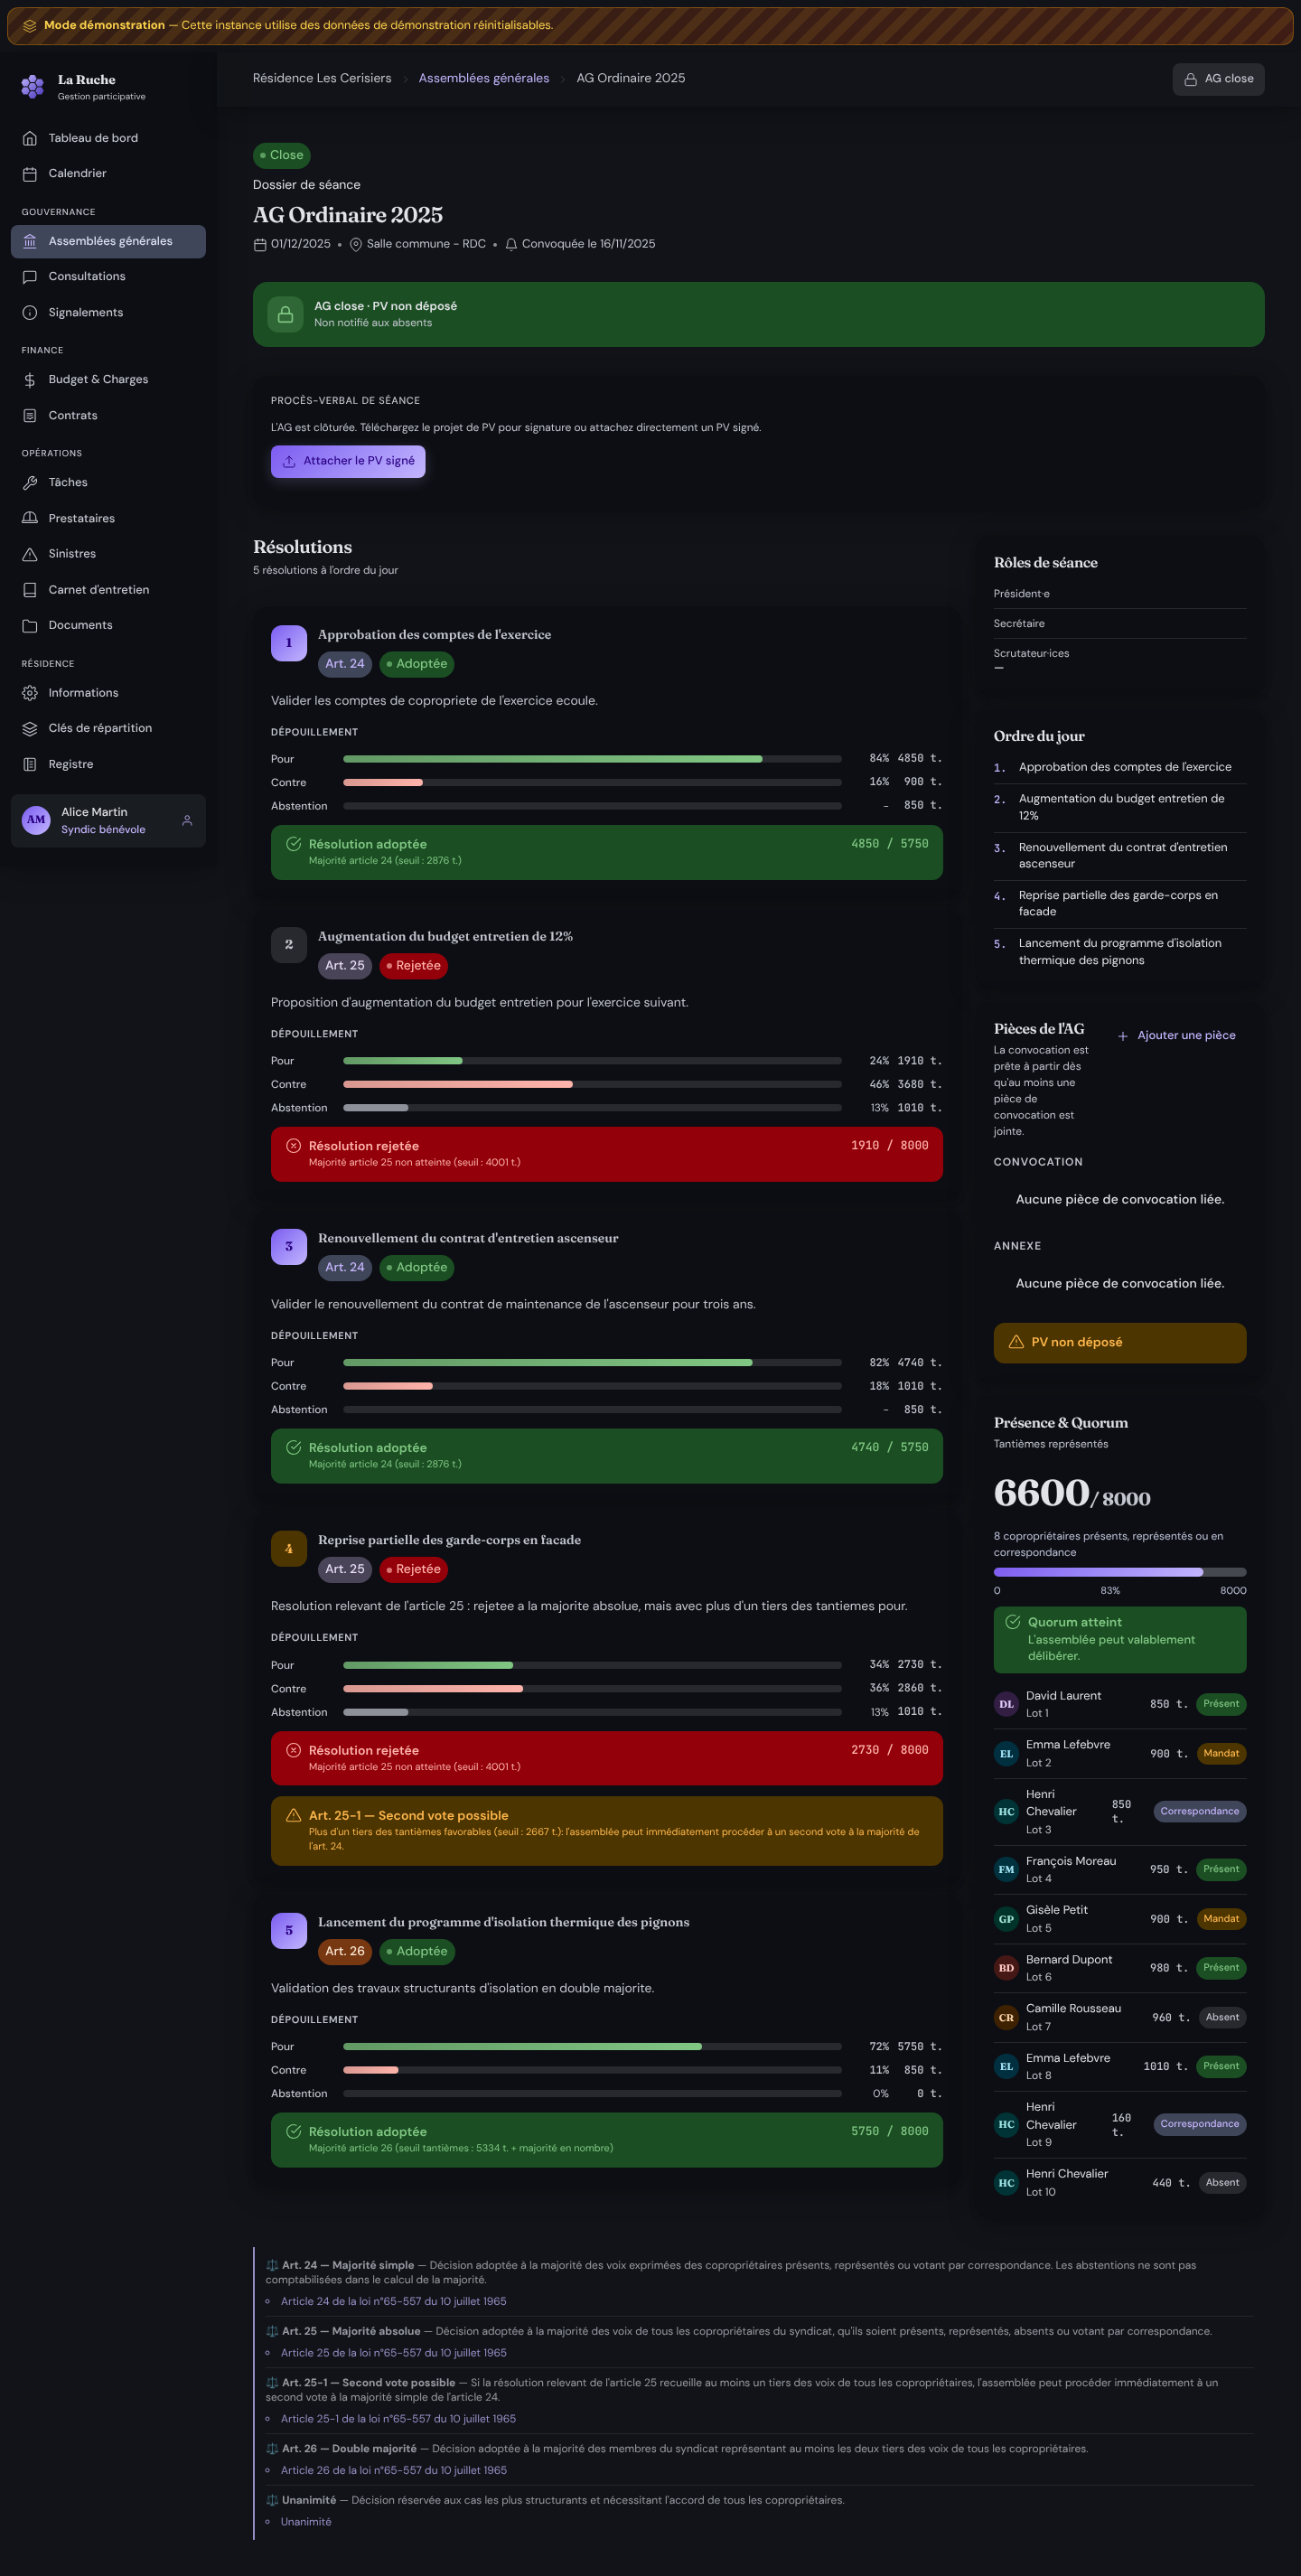 Mode démonstration — Cette instance utilise des données de démonstration réinitialisables.
La Ruche
Gestion participative
Tableau de bord
Calendrier
GOUVERNANCE
Assemblées générales
Consultations
Signalements
FINANCE
Budget & Charges
Contrats
OPÉRATIONS
Tâches
Prestataires
Sinistres
Carnet d'entretien
Documents
RÉSIDENCE
Informations
Clés de répartition
Registre
AM
Alice Martin
Syndic bénévole
Résidence Les Cerisiers > Assemblées générales > AG Ordinaire 2025
AG close
Close
Dossier de séance
AG Ordinaire 2025
01/12/2025 • Salle commune - RDC • Convoquée le 16/11/2025
AG close · PV non déposé
Non notifié aux absents
PROCÈS-VERBAL DE SÉANCE
L'AG est clôturée. Téléchargez le projet de PV pour signature ou attachez directement un PV signé.
Attacher le PV signé
Résolutions
5 résolutions à l'ordre du jour
1
Approbation des comptes de l'exercice
Art. 24 Adoptée
Valider les comptes de copropriete de l'exercice ecoule.
DÉPOUILLEMENT
Pour 84% 4850 t.
Contre 16% 900 t.
Abstention - 850 t.
Résolution adoptée 4850 / 5750
Majorité article 24 (seuil : 2876 t.)
2
Augmentation du budget entretien de 12%
Art. 25 Rejetée
Proposition d'augmentation du budget entretien pour l'exercice suivant.
DÉPOUILLEMENT
Pour 24% 1910 t.
Contre 46% 3680 t.
Abstention 13% 1010 t.
Résolution rejetée 1910 / 8000
Majorité article 25 non atteinte (seuil : 4001 t.)
3
Renouvellement du contrat d'entretien ascenseur
Art. 24 Adoptée
Valider le renouvellement du contrat de maintenance de l'ascenseur pour trois ans.
DÉPOUILLEMENT
Pour 82% 4740 t.
Contre 18% 1010 t.
Abstention - 850 t.
Résolution adoptée 4740 / 5750
Majorité article 24 (seuil : 2876 t.)
4
Reprise partielle des garde-corps en facade
Art. 25 Rejetée
Resolution relevant de l'article 25 : rejetee a la majorite absolue, mais avec plus d'un tiers des tantiemes pour.
DÉPOUILLEMENT
Pour 34% 2730 t.
Contre 36% 2860 t.
Abstention 13% 1010 t.
Résolution rejetée 2730 / 8000
Majorité article 25 non atteinte (seuil : 4001 t.)
Art. 25-1 — Second vote possible
Plus d'un tiers des tantièmes favorables (seuil : 2667 t.): l'assemblée peut immédiatement procéder à un second vote à la majorité de
l'art. 24.
5
Lancement du programme d'isolation thermique des pignons
Art. 26 Adoptée
Validation des travaux structurants d'isolation en double majorite.
DÉPOUILLEMENT
Pour 72% 5750 t.
Contre 11% 850 t.
Abstention 0% 0 t.
Résolution adoptée 5750 / 8000
Majorité article 26 (seuil tantièmes : 5334 t. + majorité en nombre)
Rôles de séance
Président·e
Secrétaire
Scrutateur·ices
—
Ordre du jour
1. Approbation des comptes de l'exercice
2. Augmentation du budget entretien de
12%
3. Renouvellement du contrat d'entretien
ascenseur
4. Reprise partielle des garde-corps en
facade
5. Lancement du programme d'isolation
thermique des pignons
Pièces de l'AG
Ajouter une pièce
La convocation est
prête à partir dès
qu'au moins une
pièce de
convocation est
jointe.
CONVOCATION
Aucune pièce de convocation liée.
ANNEXE
Aucune pièce de convocation liée.
PV non déposé
Présence & Quorum
Tantièmes représentés
6600/ 8000
8 copropriétaires présents, représentés ou en
correspondance
0 83% 8000
Quorum atteint
L'assemblée peut valablement
délibérer.
DL David Laurent 850 t. Présent
Lot 1
EL Emma Lefebvre 900 t. Mandat
Lot 2
HC Henri
Chevalier 850 t. Correspondance
Lot 3
FM François Moreau 950 t. Présent
Lot 4
GP Gisèle Petit 900 t. Mandat
Lot 5
BD Bernard Dupont 980 t. Présent
Lot 6
CR Camille Rousseau 960 t. Absent
Lot 7
EL Emma Lefebvre 1010 t. Présent
Lot 8
HC Henri
Chevalier 160 t. Correspondance
Lot 9
HC Henri Chevalier 440 t. Absent
Lot 10
⚖️ Art. 24 — Majorité simple — Décision adoptée à la majorité des voix exprimées des copropriétaires présents, représentés ou votant par correspondance. Les abstentions ne sont pas
comptabilisées dans le calcul de la majorité.
Article 24 de la loi n°65-557 du 10 juillet 1965
⚖️ Art. 25 — Majorité absolue — Décision adoptée à la majorité des voix de tous les copropriétaires du syndicat, qu'ils soient présents, représentés, absents ou votant par correspondance.
Article 25 de la loi n°65-557 du 10 juillet 1965
⚖️ Art. 25-1 — Second vote possible — Si la résolution relevant de l'article 25 recueille au moins un tiers des voix de tous les copropriétaires, l'assemblée peut procéder immédiatement à un
second vote à la majorité simple de l'article 24.
Article 25-1 de la loi n°65-557 du 10 juillet 1965
⚖️ Art. 26 — Double majorité — Décision adoptée à la majorité des membres du syndicat représentant au moins les deux tiers des voix de tous les copropriétaires.
Article 26 de la loi n°65-557 du 10 juillet 1965
⚖️ Unanimité — Décision réservée aux cas les plus structurants et nécessitant l'accord de tous les copropriétaires.
Unanimité